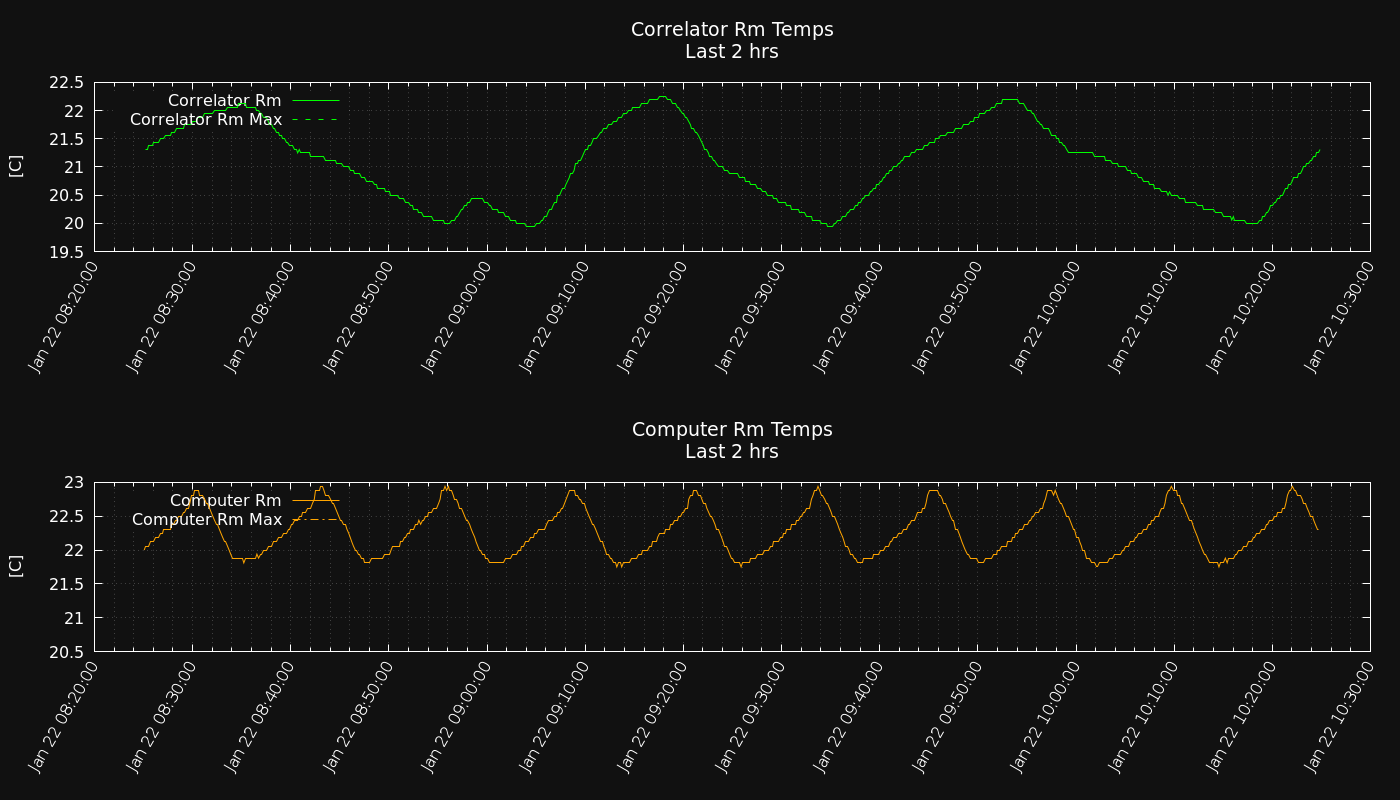 Correlator Rm Temps
Last 2 hrs
22.5
22
21.5
21
20.5
20
19.5
[C]
Correlator Rm
Correlator Rm Max
Jan 22 08:20:00
Jan 22 08:30:00
Jan 22 08:40:00
Jan 22 08:50:00
Jan 22 09:00:00
Jan 22 09:10:00
Jan 22 09:20:00
Jan 22 09:30:00
Jan 22 09:40:00
Jan 22 09:50:00
Jan 22 10:00:00
Jan 22 10:10:00
Jan 22 10:20:00
Jan 22 10:30:00
Computer Rm Temps
Last 2 hrs
23
22.5
22
21.5
21
20.5
[C]
Computer Rm
Computer Rm Max
Jan 22 08:20:00
Jan 22 08:30:00
Jan 22 08:40:00
Jan 22 08:50:00
Jan 22 09:00:00
Jan 22 09:10:00
Jan 22 09:20:00
Jan 22 09:30:00
Jan 22 09:40:00
Jan 22 09:50:00
Jan 22 10:00:00
Jan 22 10:10:00
Jan 22 10:20:00
Jan 22 10:30:00